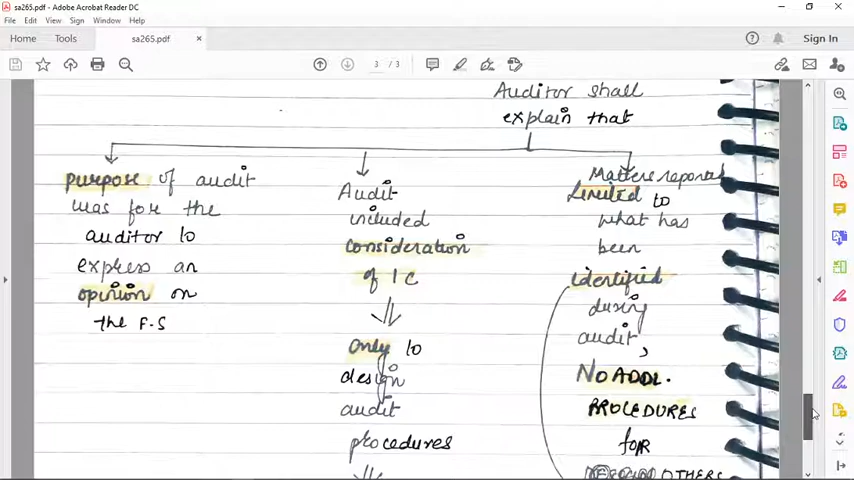 sa265.pdf - Adobe Acrobat Reader DC
File Edit View Sign Window Help
Home Tools sa265.pdf × Sign In
3 / 3
Auditor shall
explain that
purpose of audit
was for the
auditor to
express an
opinion on
the F.S
Audit
included
consideration
of IC
Only to
design
audit
procedures
Matters reported
Limited to
what has
been
identified
during
audit,
NO ADDL.
PROCEDURES
FOR
OTHERS